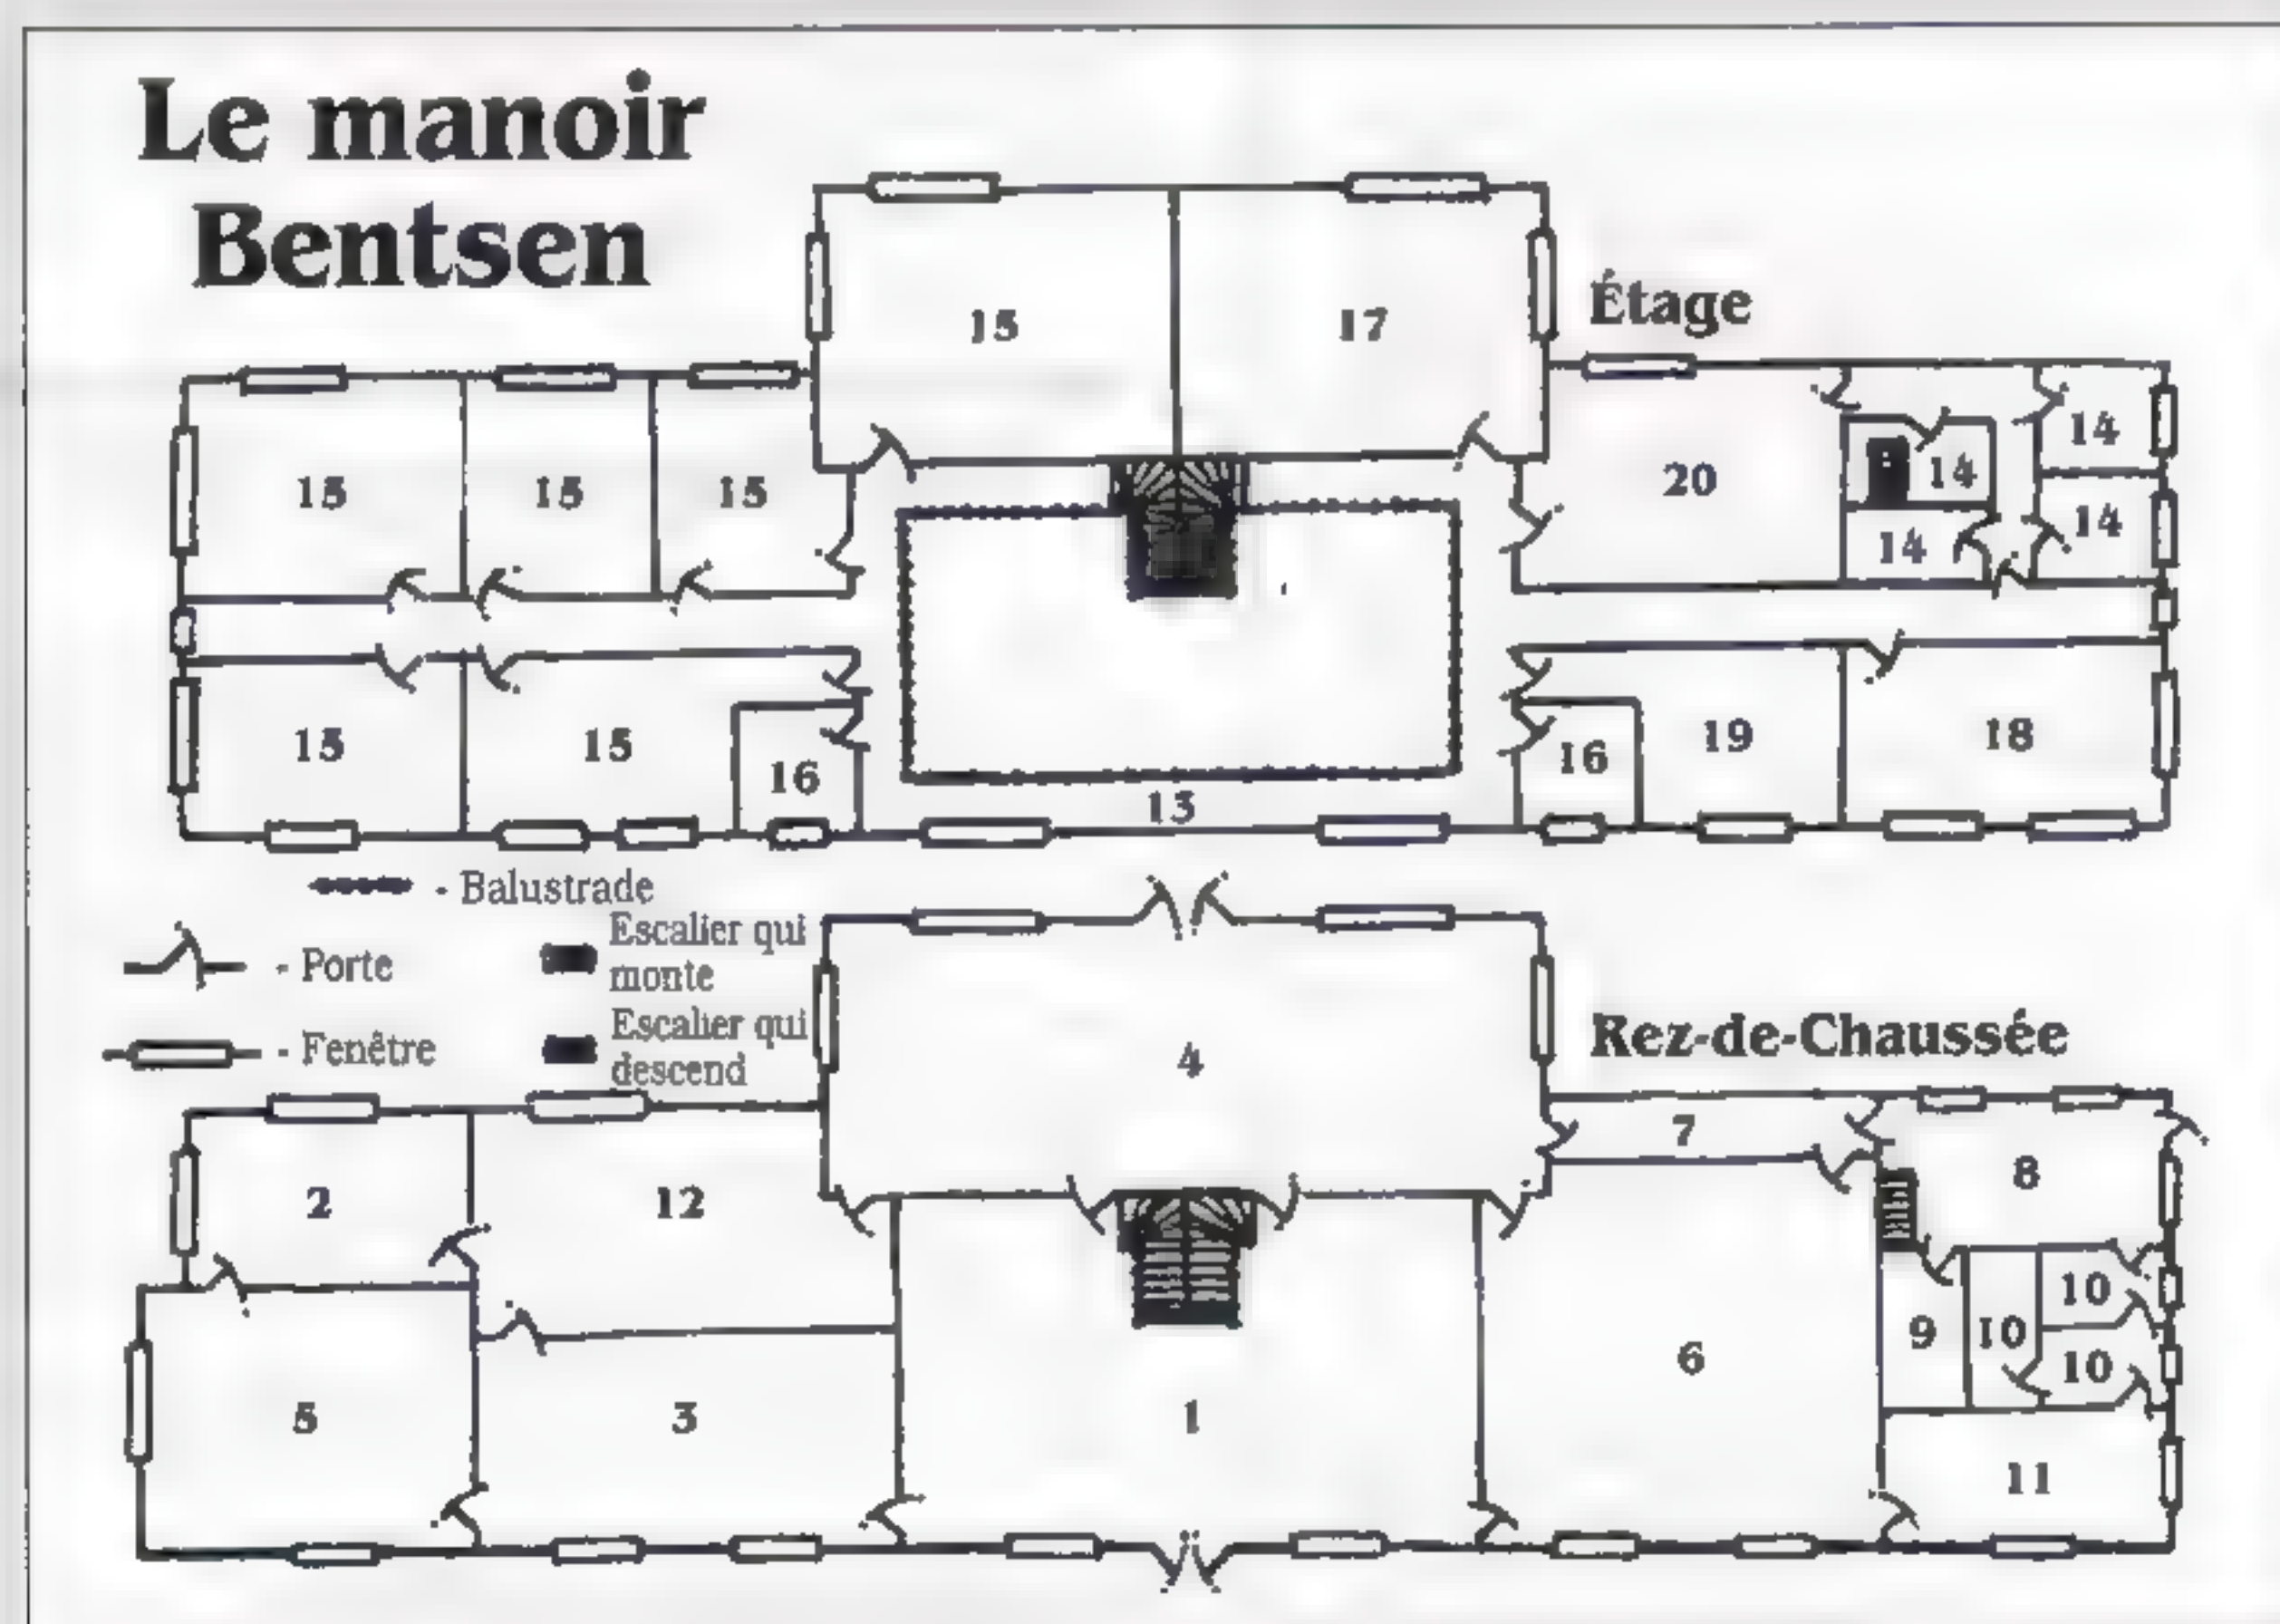 Le manoir
Bentsen
Étage
15 17
15 15 15 20 14 14
14 14
15 15 16 16 19 18
13
- Balustrade
- Porte
- Fenêtre
Escalier qui
monte
Escalier qui
descend
Rez-de-Chaussée
4
7
2 12 8
9 10 10
10
5 3 1 6
11